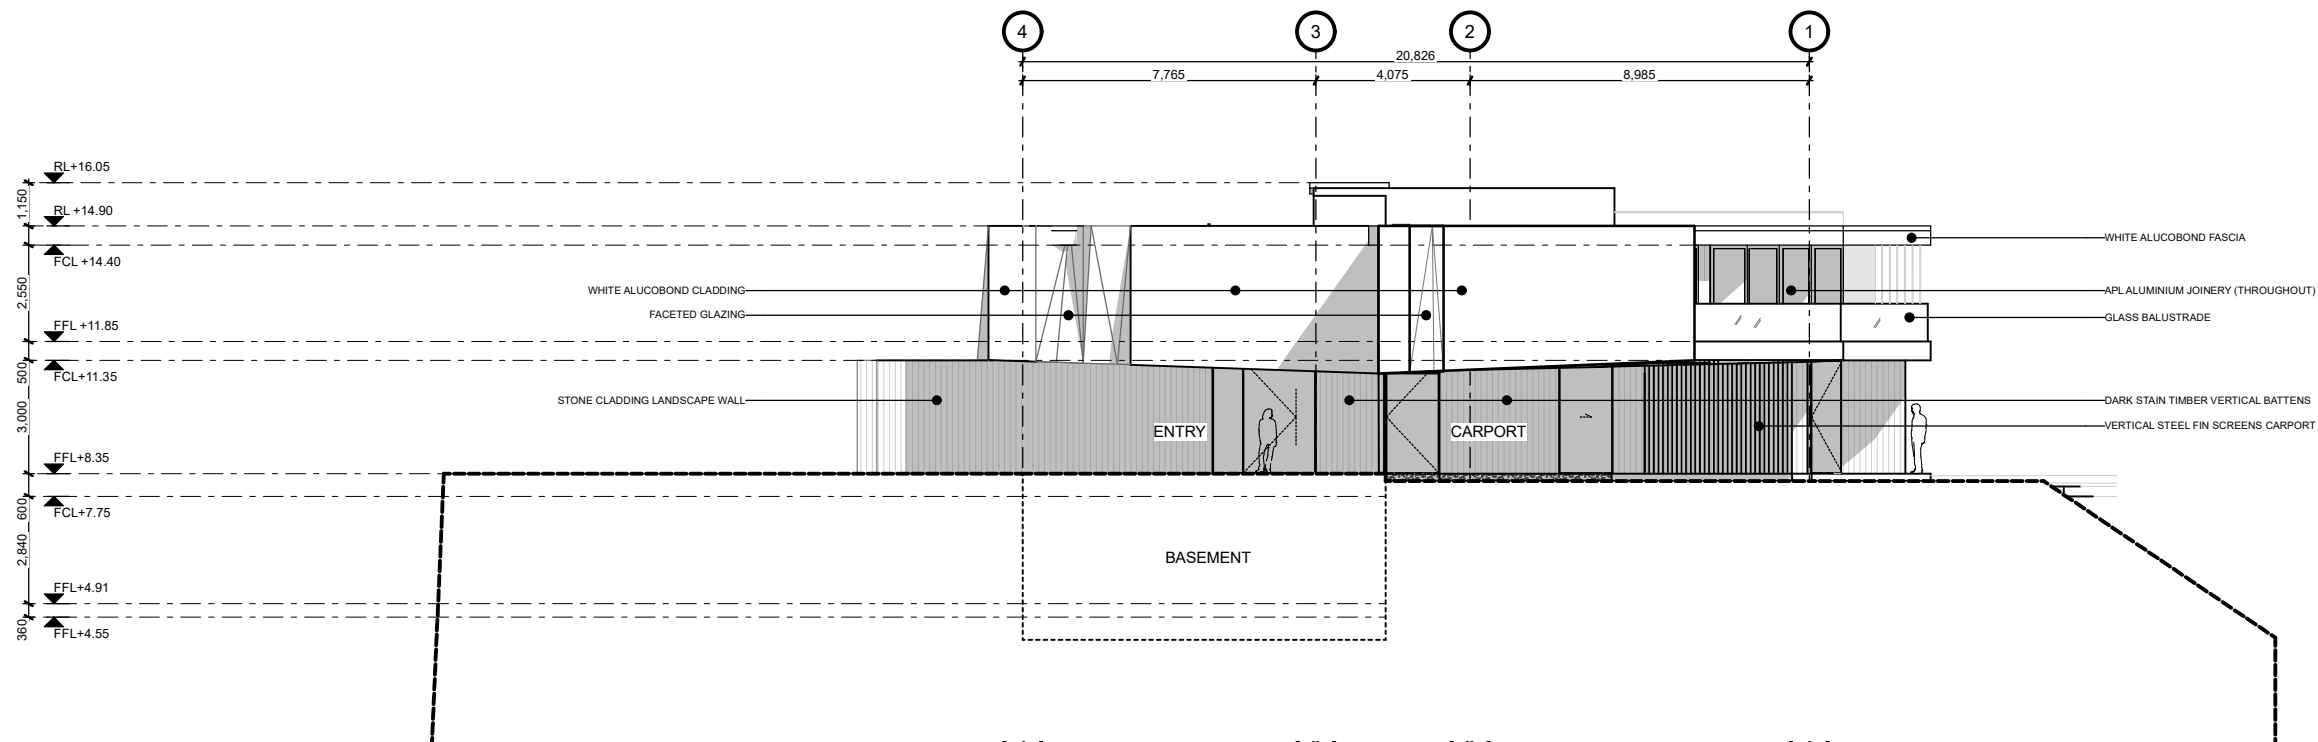 4
3
2
1
20,826
7,765
4,075
8,985
RL+16.05
1,150
RL +14.90
FCL +14.40
2,550
FFL +11.85
500
FCL+11.35
3,000
FFL+8.35
600
FCL+7.75
2,840
FFL+4.91
360
FFL+4.55
WHITE ALUCOBOND CLADDING
FACETED GLAZING
STONE CLADDING LANDSCAPE WALL
ENTRY
CARPORT
BASEMENT
WHITE ALUCOBOND FASCIA
APL ALUMINIUM JOINERY (THROUGHOUT)
GLASS BALUSTRADE
DARK STAIN TIMBER VERTICAL BATTENS
VERTICAL STEEL FIN SCREENS CARPORT